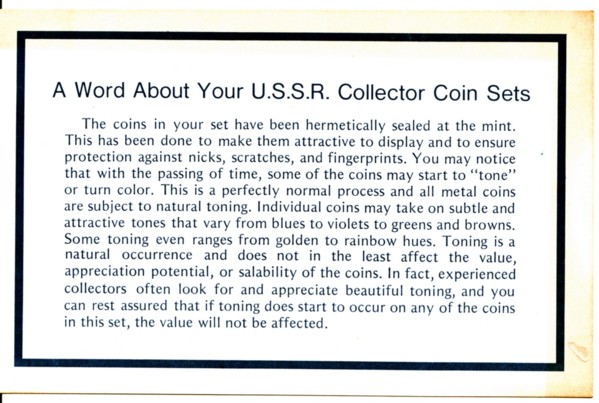 A Word About Your U.S.S.R. Collector Coin Sets
The coins in your set have been hermetically sealed at the mint.
This has been done to make them attractive to display and to ensure
protection against nicks, scratches, and fingerprints. You may notice
that with the passing of time, some of the coins may start to "tone"
or turn color. This is a perfectly normal process and all metal coins
are subject to natural toning. Individual coins may take on subtle and
attractive tones that vary from blues to violets to greens and browns.
Some toning even ranges from golden to rainbow hues. Toning is a
natural occurrence and does not in the least affect the value,
appreciation potential, or salability of the coins. In fact, experienced
collectors often look for and appreciate beautiful toning, and you
can rest assured that if toning does start to occur on any of the coins
in this set, the value will not be affected.